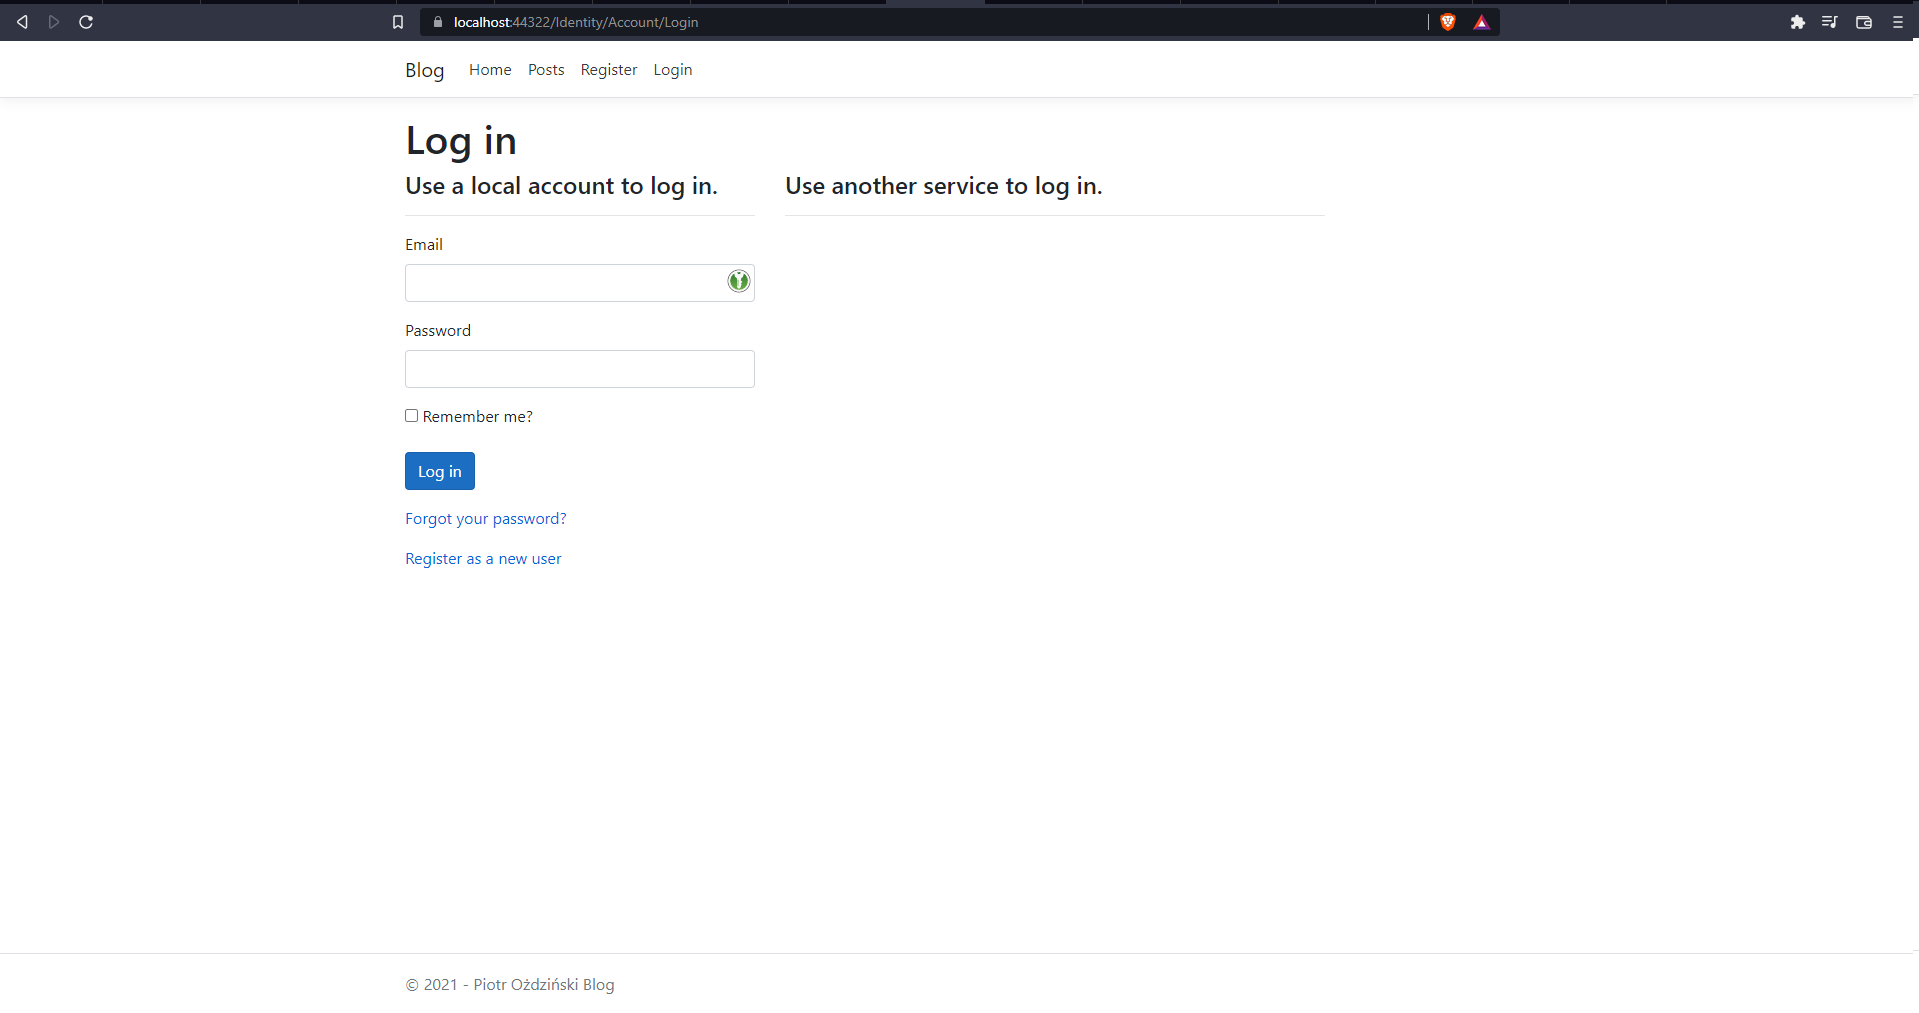 localhost:44322/Identity/Account/Login
Blog Home Posts Register Login
Log in
Use a local account to log in.
Use another service to log in.
Email
Password
Remember me?
Log in
Forgot your password?
Register as a new user
© 2021 - Piotr Oździński Blog